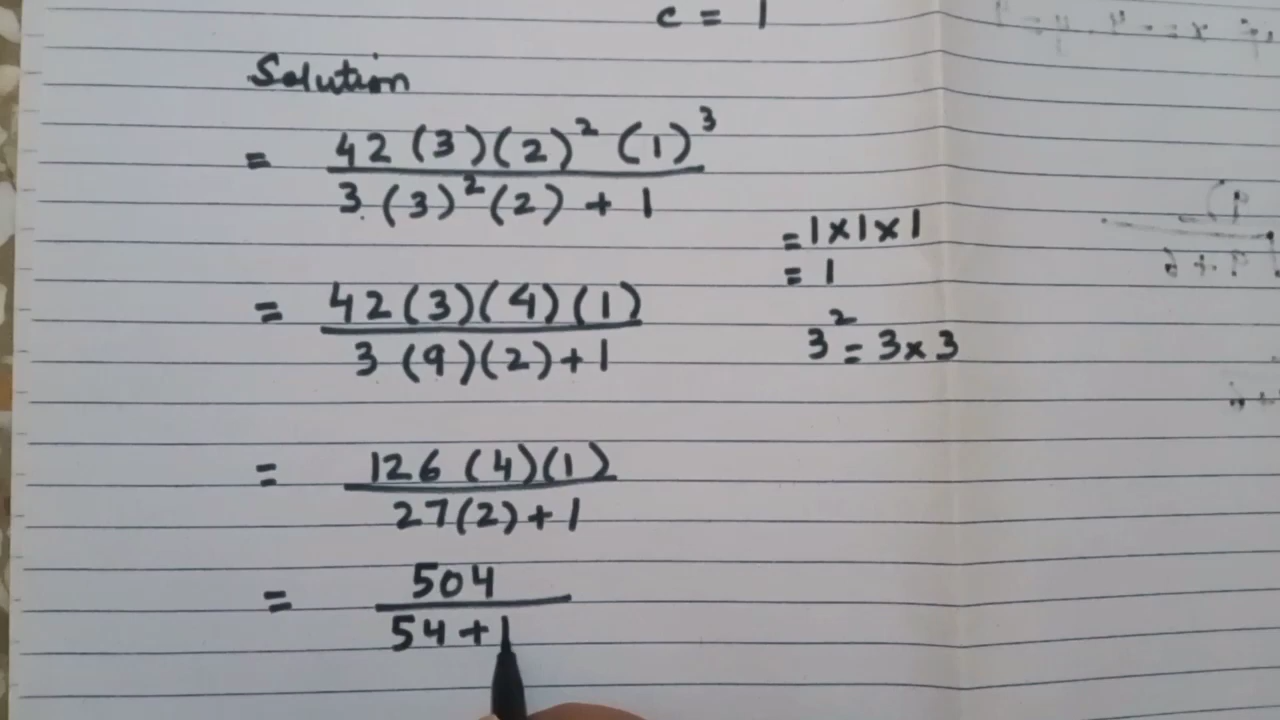 c = 1
Solution
= 42 (3)(2)² (1)³
3 (3)² (2) + 1
= 1 x 1 x 1
= 1
= 42 (3)(4)(1)
3 (9)(2) + 1
3² = 3 x 3
= 126 (4)(1)
27 (2) + 1
= 504
54 + 1